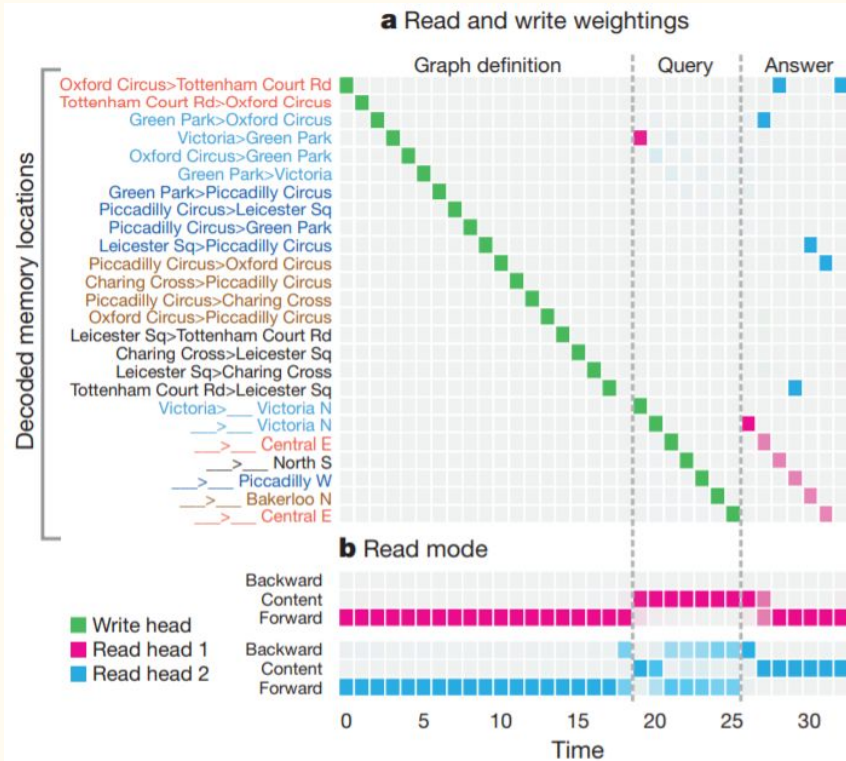 a Read and write weightings
Graph definition Query Answer
Decoded memory locations
Oxford Circus>Tottenham Court Rd
Tottenham Court Rd>Oxford Circus
Green Park>Oxford Circus
Victoria>Green Park
Oxford Circus>Green Park
Green Park>Victoria
Green Park>Piccadilly Circus
Piccadilly Circus>Leicester Sq
Piccadilly Circus>Green Park
Leicester Sq>Piccadilly Circus
Piccadilly Circus>Oxford Circus
Charing Cross>Piccadilly Circus
Piccadilly Circus>Charing Cross
Oxford Circus>Piccadilly Circus
Leicester Sq>Tottenham Court Rd
Charing Cross>Leicester Sq
Leicester Sq>Charing Cross
Tottenham Court Rd>Leicester Sq
Victoria>___ Victoria N
___>___ Victoria N
___>___ Central E
___>___ North S
___>___ Piccadilly W
___>___ Bakerloo N
___>___ Central E
b Read mode
Backward
Content
Forward
Write head
Read head 1
Read head 2
Backward
Content
Forward
0 5 10 15 20 25 30
Time